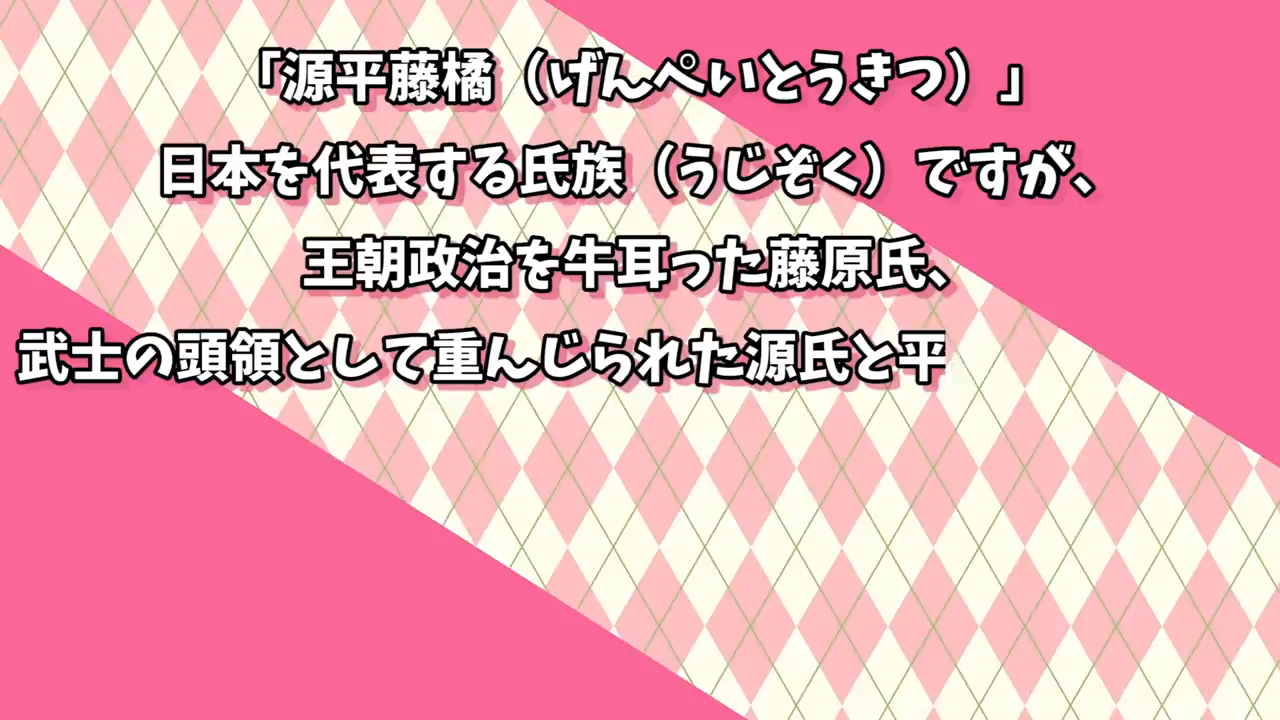 「源平藤橘（げんぺいとうきつ）」
日本を代表する氏族（うじぞく）ですが、
王朝政治を牛耳った藤原氏、
武士の頭領として重んじられた源氏と平